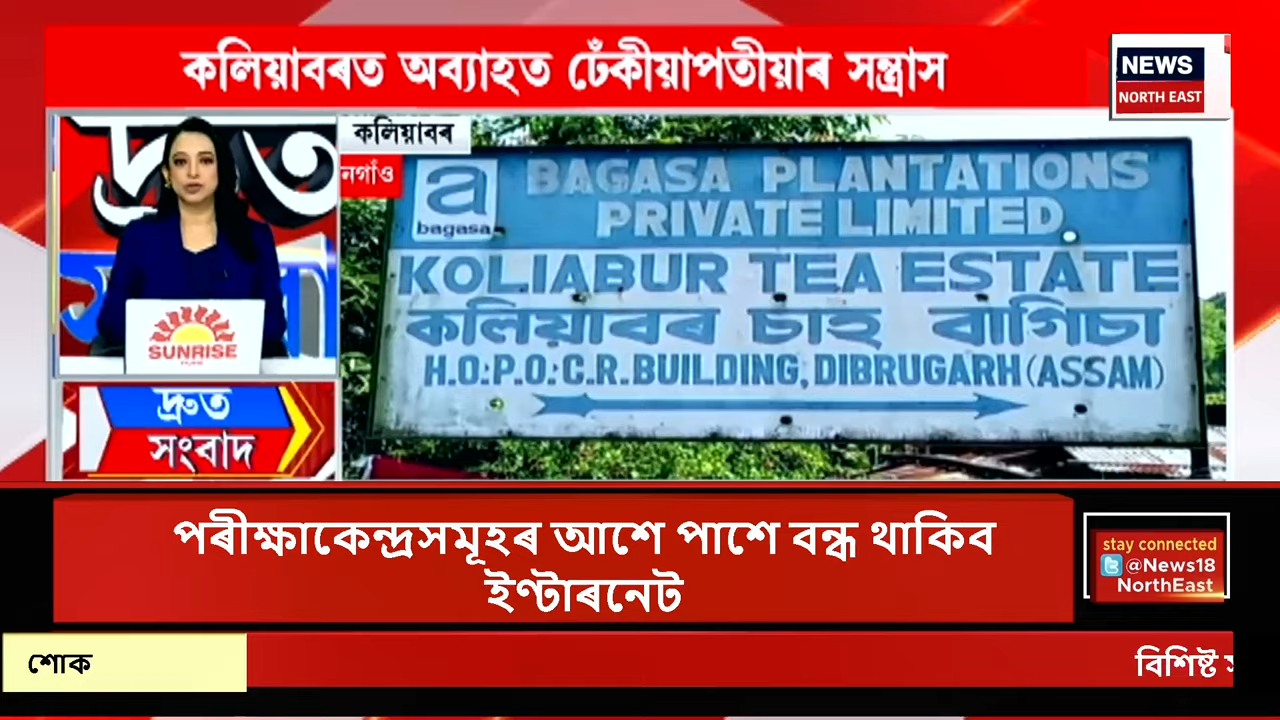 কলিয়াবৰত অব্যাহত ঢেঁকীয়াপতীয়াৰ সন্ত্ৰাস
NEWS
NORTH EAST
দ্ৰুত
কলিয়াবৰ
নগাঁও
a
bagasa
BAGASA PLANTATIONS
PRIVATE LIMITED.
KOLIABUR TEA ESTATE
কলিয়াবৰ চাহ বাগিচা
H.O.:P.O.:C.R.BUILDING, DIBRUGARH (ASSAM)
SUNRISE
PURE
দ্ৰুত
সংবাদ
পৰীক্ষাকেন্দ্ৰসমূহৰ আশে পাশে বন্ধ থাকিব
ইণ্টাৰনেট
stay connected
@News18
NorthEast
শোক
বিশিষ্ট